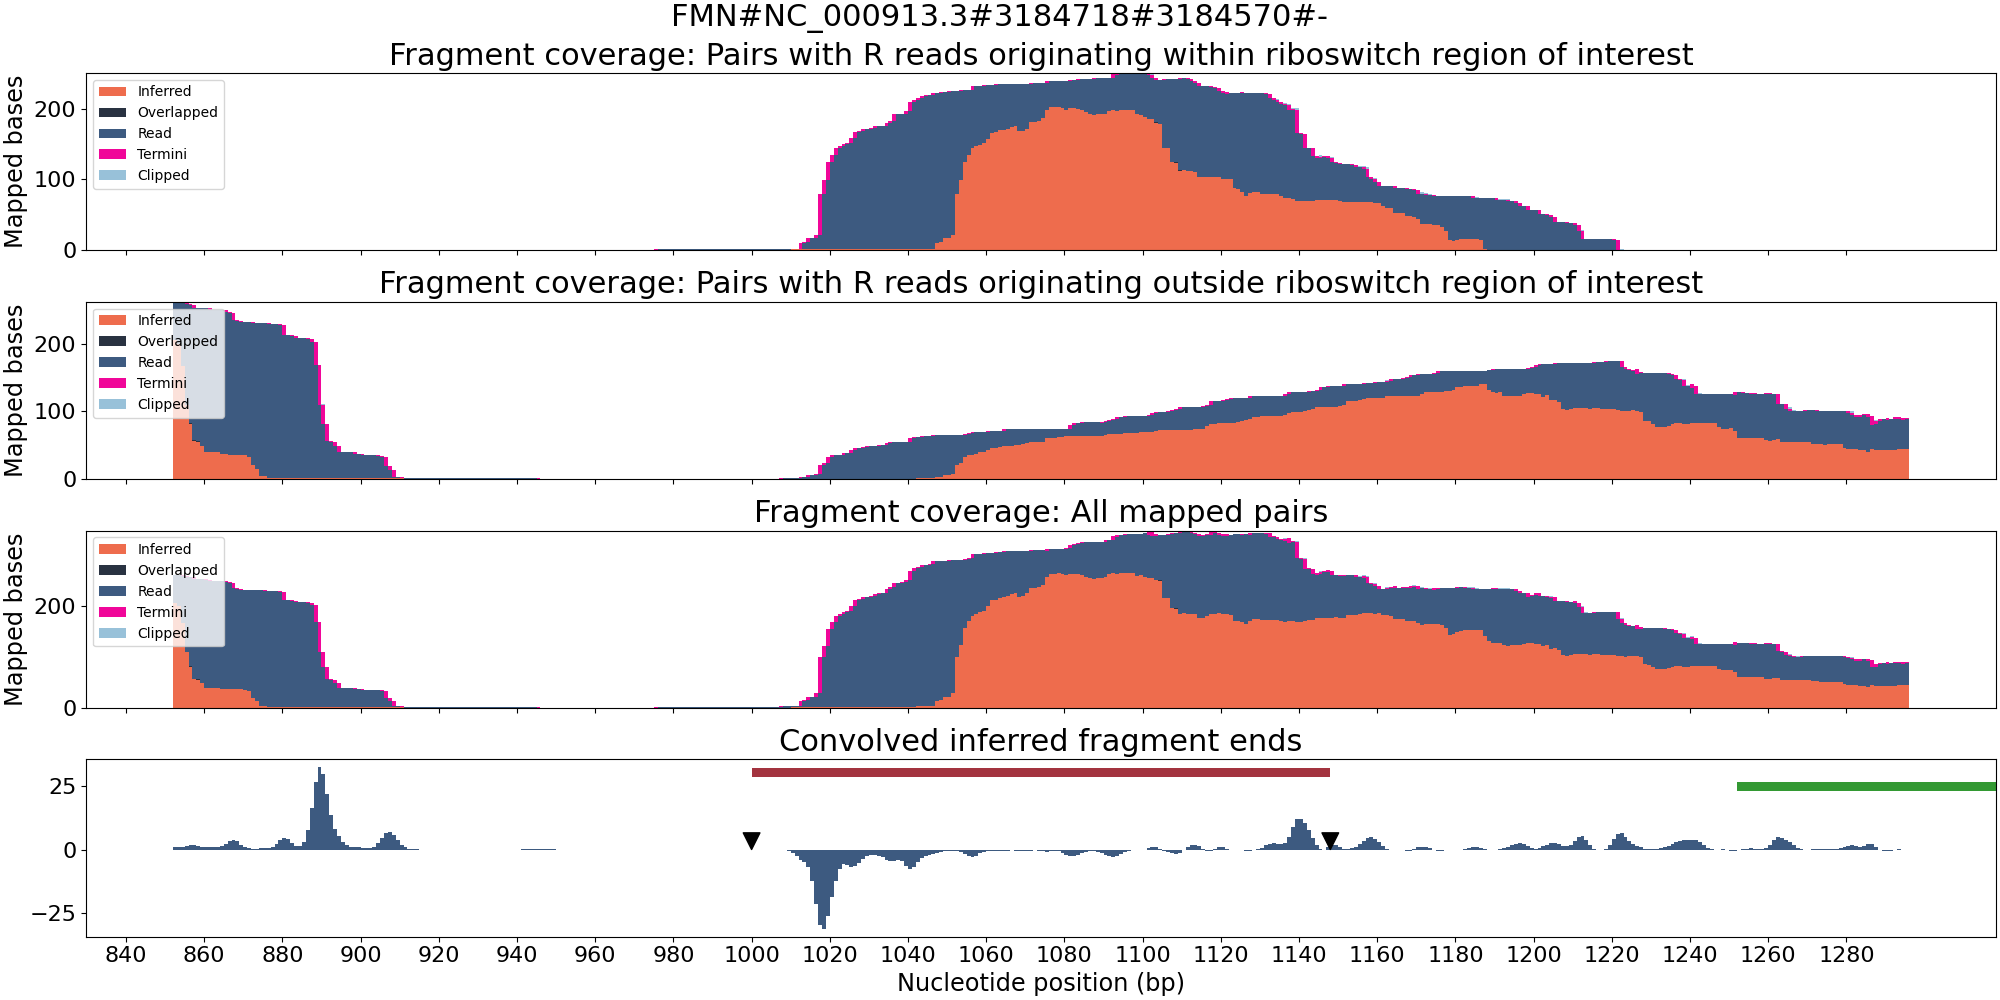 FMN#NC_000913.3#3184718#3184570#-
Fragment coverage: Pairs with R reads originating within riboswitch region of interest
Mapped bases
200
100
0
Inferred
Overlapped
Read
Termini
Clipped
Fragment coverage: Pairs with R reads originating outside riboswitch region of interest
Mapped bases
200
100
0
Inferred
Overlapped
Read
Termini
Clipped
Fragment coverage: All mapped pairs
Mapped bases
200
0
Inferred
Overlapped
Read
Termini
Clipped
Convolved inferred fragment ends
25
0
−25
840 860 880 900 920 940 960 980 1000 1020 1040 1060 1080 1100 1120 1140 1160 1180 1200 1220 1240 1260 1280
Nucleotide position (bp)